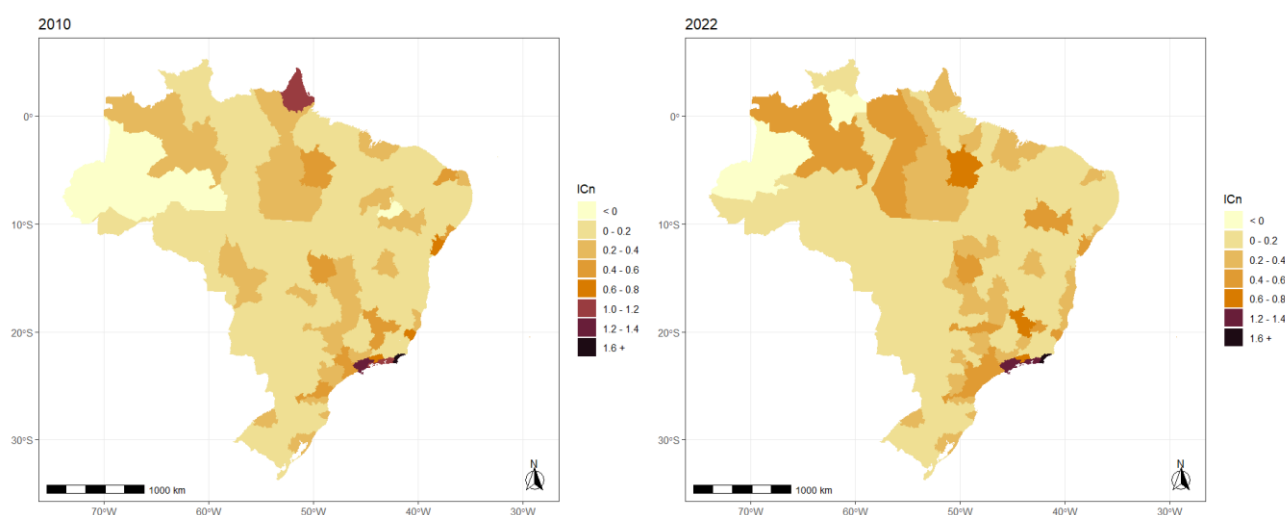 2010
0°
10°S
20°S
30°S
70°W
60°W
50°W
40°W
30°W
1000 km
N
ICn
< 0
0 - 0.2
0.2 - 0.4
0.4 - 0.6
0.6 - 0.8
1.0 - 1.2
1.2 - 1.4
1.6 +
2022
0°
10°S
20°S
30°S
70°W
60°W
50°W
40°W
30°W
1000 km
N
ICn
< 0
0 - 0.2
0.2 - 0.4
0.4 - 0.6
0.6 - 0.8
1.2 - 1.4
1.6 +